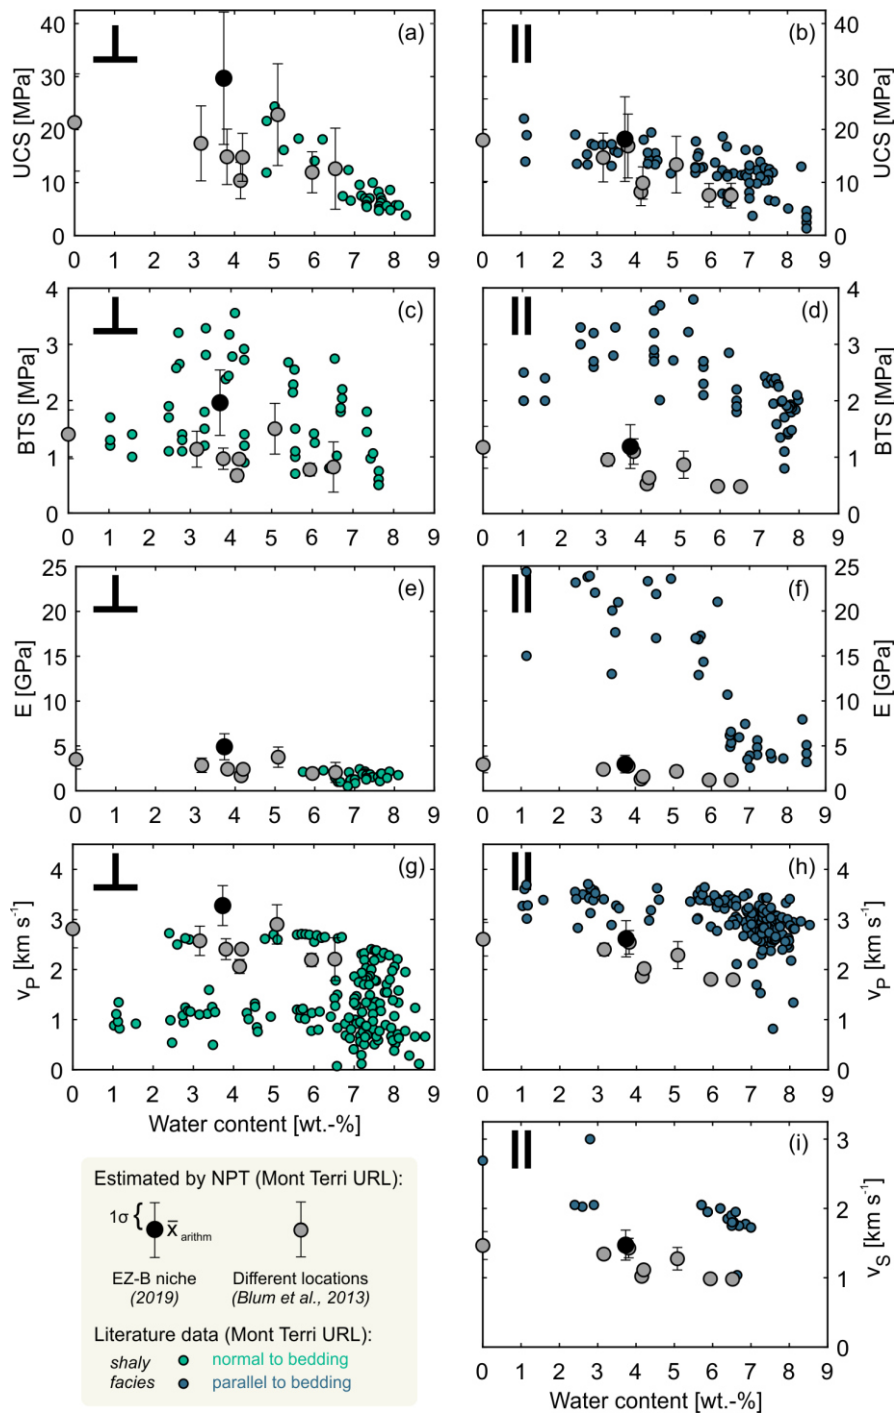 (a)
UCS [MPa]
40
30
20
10
0
0 1 2 3 4 5 6 7 8 9
(b)
UCS [MPa]
40
30
20
10
0
0 1 2 3 4 5 6 7 8 9
(c)
BTS [MPa]
4
3
2
1
0
0 1 2 3 4 5 6 7 8 9
(d)
BTS [MPa]
4
3
2
1
0
0 1 2 3 4 5 6 7 8 9
(e)
E [GPa]
25
20
15
10
5
0
0 1 2 3 4 5 6 7 8 9
(f)
E [GPa]
25
20
15
10
5
0
0 1 2 3 4 5 6 7 8 9
(g)
vP [km s-1]
4
3
2
1
0
0 1 2 3 4 5 6 7 8 9
Water content [wt.-%]
(h)
vP [km s-1]
4
3
2
1
0
0 1 2 3 4 5 6 7 8 9
(i)
vS [km s-1]
3
2
1
0
0 1 2 3 4 5 6 7 8 9
Water content [wt.-%]
Estimated by NPT (Mont Terri URL):
1σ { x̄ arithm
EZ-B niche
(2019)
Different locations
(Blum et al., 2013)
Literature data (Mont Terri URL):
shaly
facies
normal to bedding
parallel to bedding